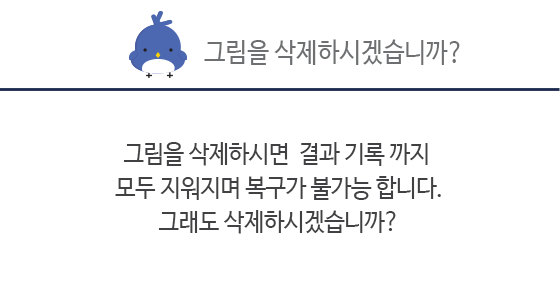 그림을 삭제하시겠습니까?
그림을 삭제하시면 결과 기록 까지
모두 지워지며 복구가 불가능 합니다.
그래도 삭제하시겠습니까?